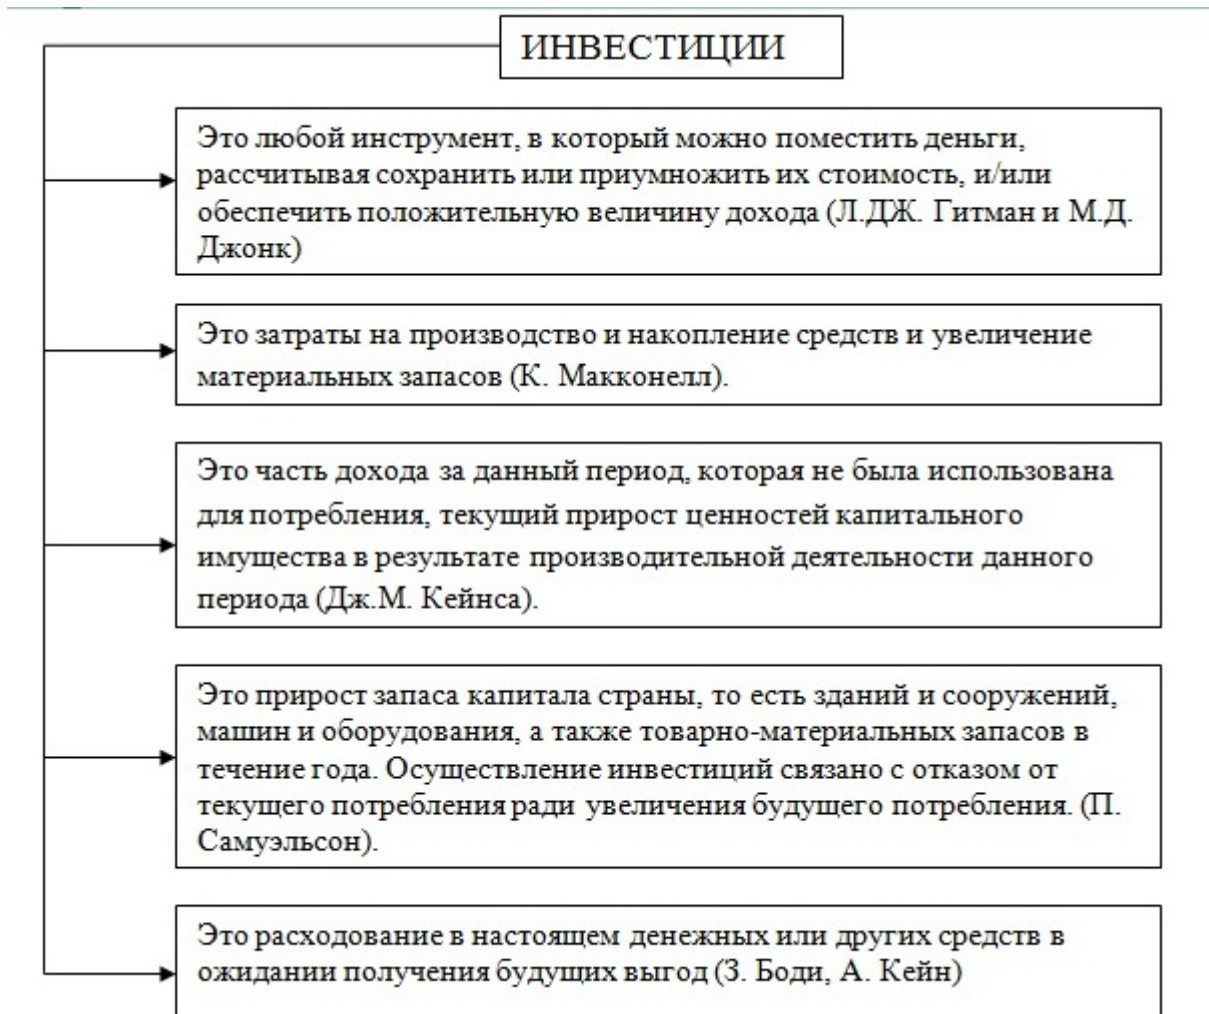 ИНВЕСТИЦИИ
Это любой инструмент, в который можно поместить деньги,
рассчитывая сохранить или приумножить их стоимость, и/или
обеспечить положительную величину дохода (Л.ДЖ. Гитман и М.Д.
Джонк)
Это затраты на производство и накопление средств и увеличение
материальных запасов (К. Макконелл).
Это часть дохода за данный период, которая не была использована
для потребления, текущий прирост ценностей капитального
имущества в результате производительной деятельности данного
периода (Дж.М. Кейнса).
Это прирост запаса капитала страны, то есть зданий и сооружений,
машин и оборудования, а также товарно-материальных запасов в
течение года. Осуществление инвестиций связано с отказом от
текущего потребления ради увеличения будущего потребления. (П.
Самуэльсон).
Это расходование в настоящем денежных или других средств в
ожидании получения будущих выгод (З. Боди, А. Кейн)